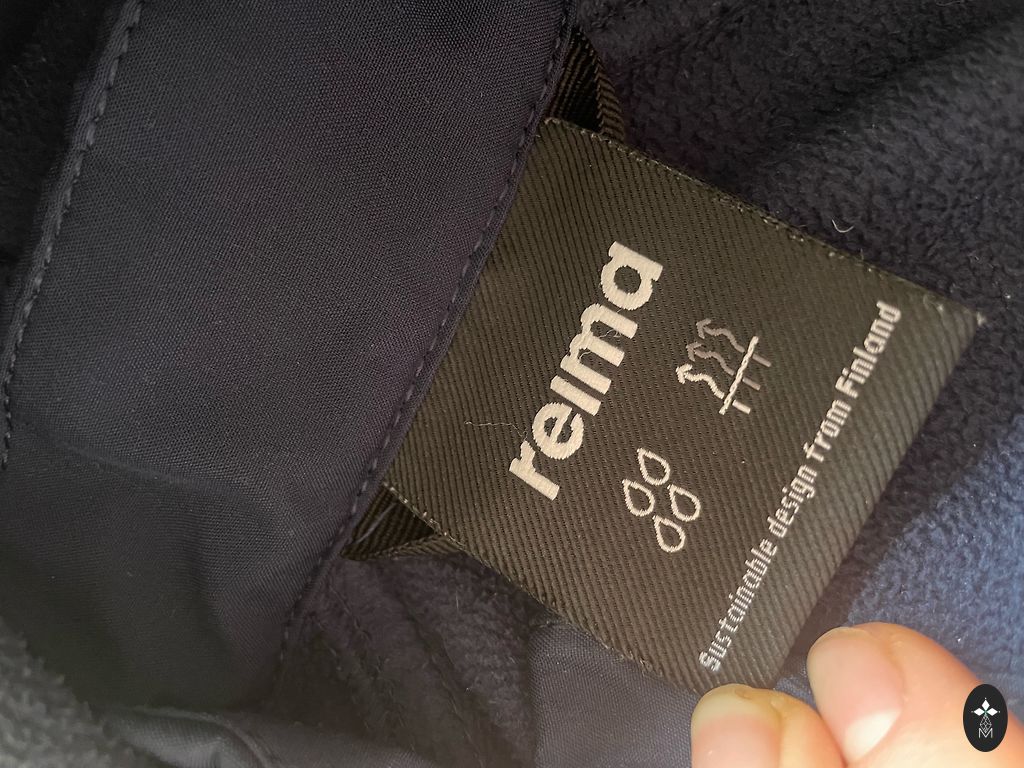 reima
Sustainable design from Finland
M